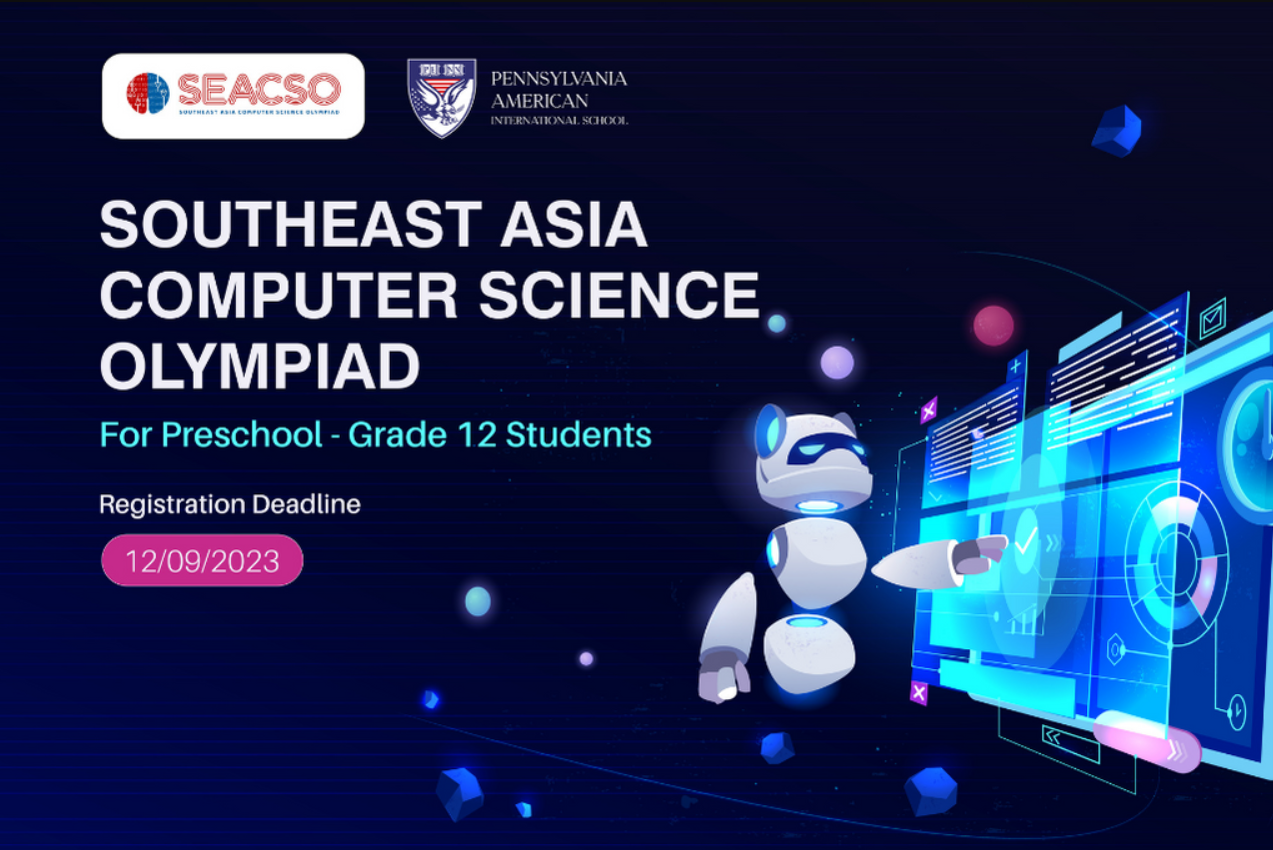 SEACSO
SOUTHEAST ASIA COMPUTER SCIENCE OLYMPIAD
PENN
PENNSYLVANIA
AMERICAN
INTERNATIONAL SCHOOL
SOUTHEAST ASIA
COMPUTER SCIENCE
OLYMPIAD
For Preschool - Grade 12 Students
Registration Deadline
12/09/2023